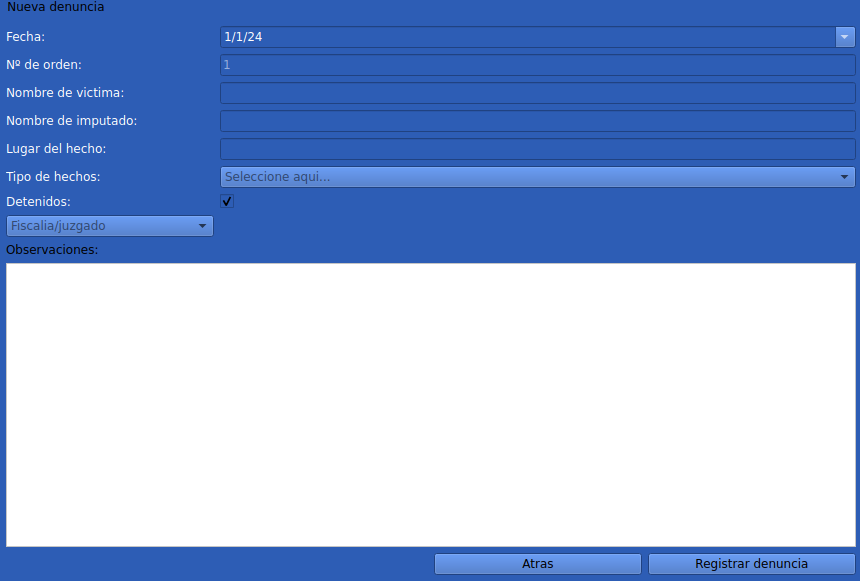 Nueva denuncia
Fecha: 1/1/24
Nº de orden: 1
Nombre de victima:
Nombre de imputado:
Lugar del hecho:
Tipo de hechos: Seleccione aqui...
Detenidos:
Fiscalia/juzgado
Observaciones:
Atras Registrar denuncia